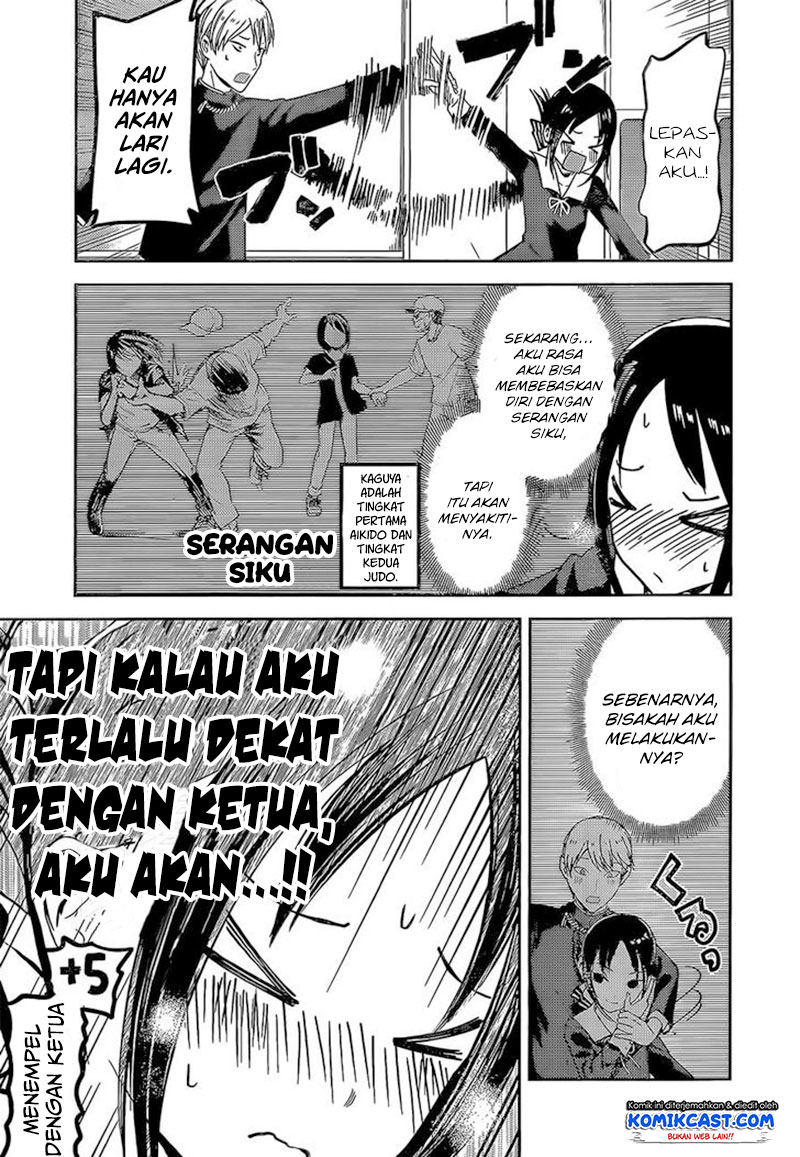 LEPAS-
KAN
AKU...!
ブン
KAU
HANYA
AKAN
LARI
LAGI.
SEKARANG...
AKU RASA
AKU BISA
MEMBEBASKAN
DIRI DENGAN
SERANGAN
SIKU,
TAPI
ITU AKAN
MENYAKITI-
NYA.
KAGUYA
ADALAH
TINGKAT
PERTAMA
AIKIDO DAN
TINGKAT
KEDUA
JUDO.
SERANGAN
SIKU
SEBENARNYA,
BISAKAH AKU
MELAKUKAN-
NYA?
TAPI KALAU AKU
TERLALU DEKAT
DENGAN KETUA,
AKU AKAN...!!
+5
MENEMPEL
DENGAN KETUA
Komik ini diterjemahkan & diedit oleh
KOMIKCAST.COM
BUKAN WEB LAIN!!